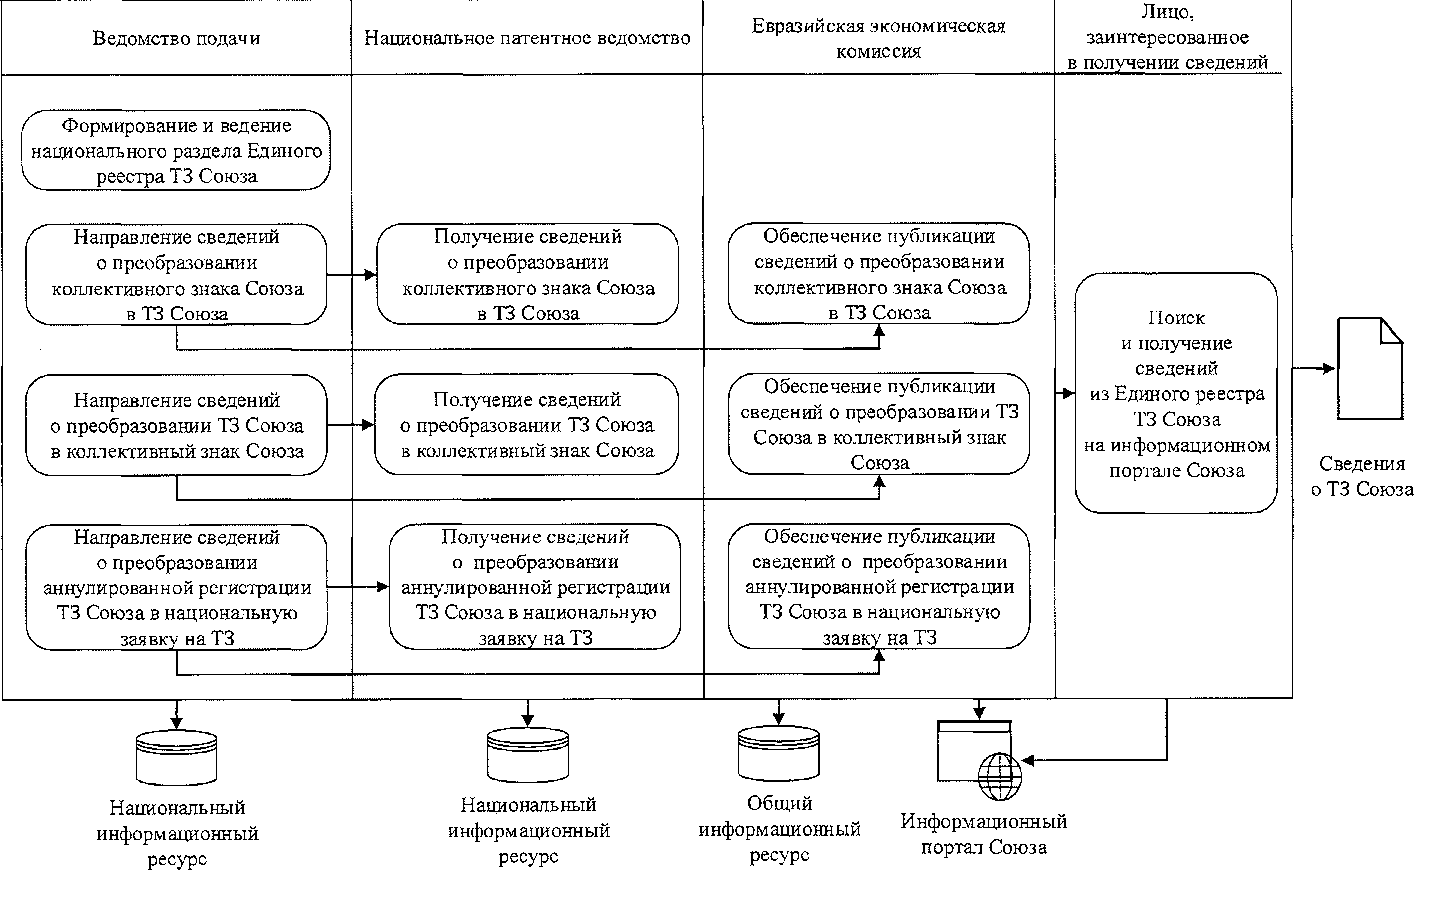 Ведомство подачи
Национальное патентное ведомство
Евразийская экономическая
комиссия
Лицо,
заинтересованное
в получении сведений
Формирование и ведение
национального раздела Единого
реестра ТЗ Союза
Направление сведений
о преобразовании
коллективного знака Союза
в ТЗ Союза
Получение сведений
о преобразовании
коллективного знака Союза
в ТЗ Союза
Обеспечение публикации
сведений о преобразовании
коллективного знака Союза
в ТЗ Союза
Направление сведений
о преобразовании ТЗ Союза
в коллективный знак Союза
Получение сведений
о преобразовании ТЗ Союза
в коллективный знак Союза
Обеспечение публикации
сведений о преобразовании ТЗ
Союза в коллективный знак
Союза
Направление сведений
о преобразовании
аннулированной регистрации
ТЗ Союза в национальную
заявку на ТЗ
Получение сведений
о преобразовании
аннулированной регистрации
ТЗ Союза в национальную
заявку на ТЗ
Обеспечение публикации
сведений о преобразовании
аннулированной регистрации
ТЗ Союза в национальную
заявку на ТЗ
Поиск
и получение
сведений
из Единого реестра
ТЗ Союза
на информационном
портале Союза
Сведения
о ТЗ Союза
Национальный
информационный
ресурс
Национальный
информационный
ресурс
Общий
информационный
ресурс
Информационный
портал Союза